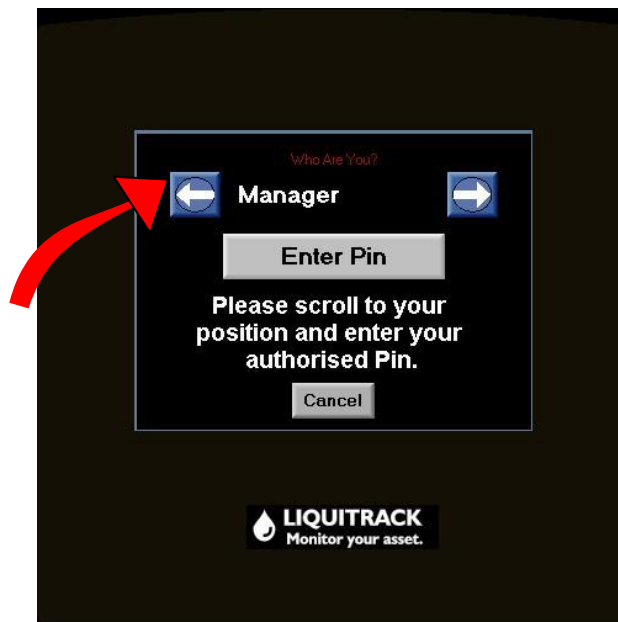 Who Are You?
Manager
Enter Pin
Please scroll to your
position and enter your
authorised Pin.
Cancel
LIQUITRACK
Monitor your asset.